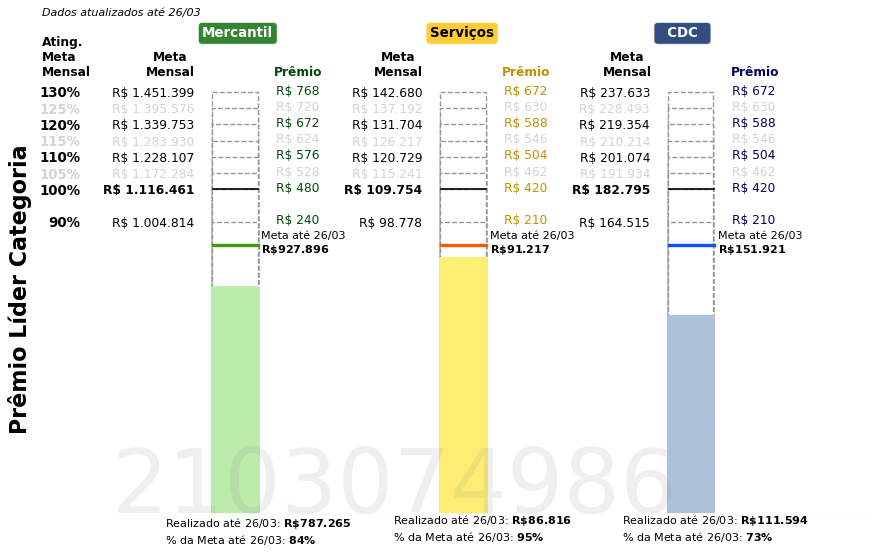 Dados atualizados até 26/03
Mercantil Serviços CDC
Ating. Meta Mensal Meta Mensal Prêmio Meta Mensal Prêmio Meta Mensal Prêmio
130% R$ 1.451.399 R$ 768 R$ 142.680 R$ 672 R$ 237.633 R$ 672
125% R$ 1.395.576 R$ 720 R$ 137.192 R$ 630 R$ 228.493 R$ 630
120% R$ 1.339.753 R$ 672 R$ 131.704 R$ 588 R$ 219.354 R$ 588
115% R$ 1.283.930 R$ 624 R$ 126.217 R$ 546 R$ 210.214 R$ 546
110% R$ 1.228.107 R$ 576 R$ 120.729 R$ 504 R$ 201.074 R$ 504
105% R$ 1.172.284 R$ 528 R$ 115.241 R$ 462 R$ 191.934 R$ 462
100% R$ 1.116.461 R$ 480 R$ 109.754 R$ 420 R$ 182.795 R$ 420
90% R$ 1.004.814 R$ 240 R$ 98.778 R$ 210 R$ 164.515 R$ 210
Meta até 26/03 Meta até 26/03 Meta até 26/03
R$927.896 R$91.217 R$151.921
Prêmio Líder Categoria
2103074986
Realizado até 26/03: R$787.265 Realizado até 26/03: R$86.816 Realizado até 26/03: R$111.594
% da Meta até 26/03: 84% % da Meta até 26/03: 95% % da Meta até 26/03: 73%